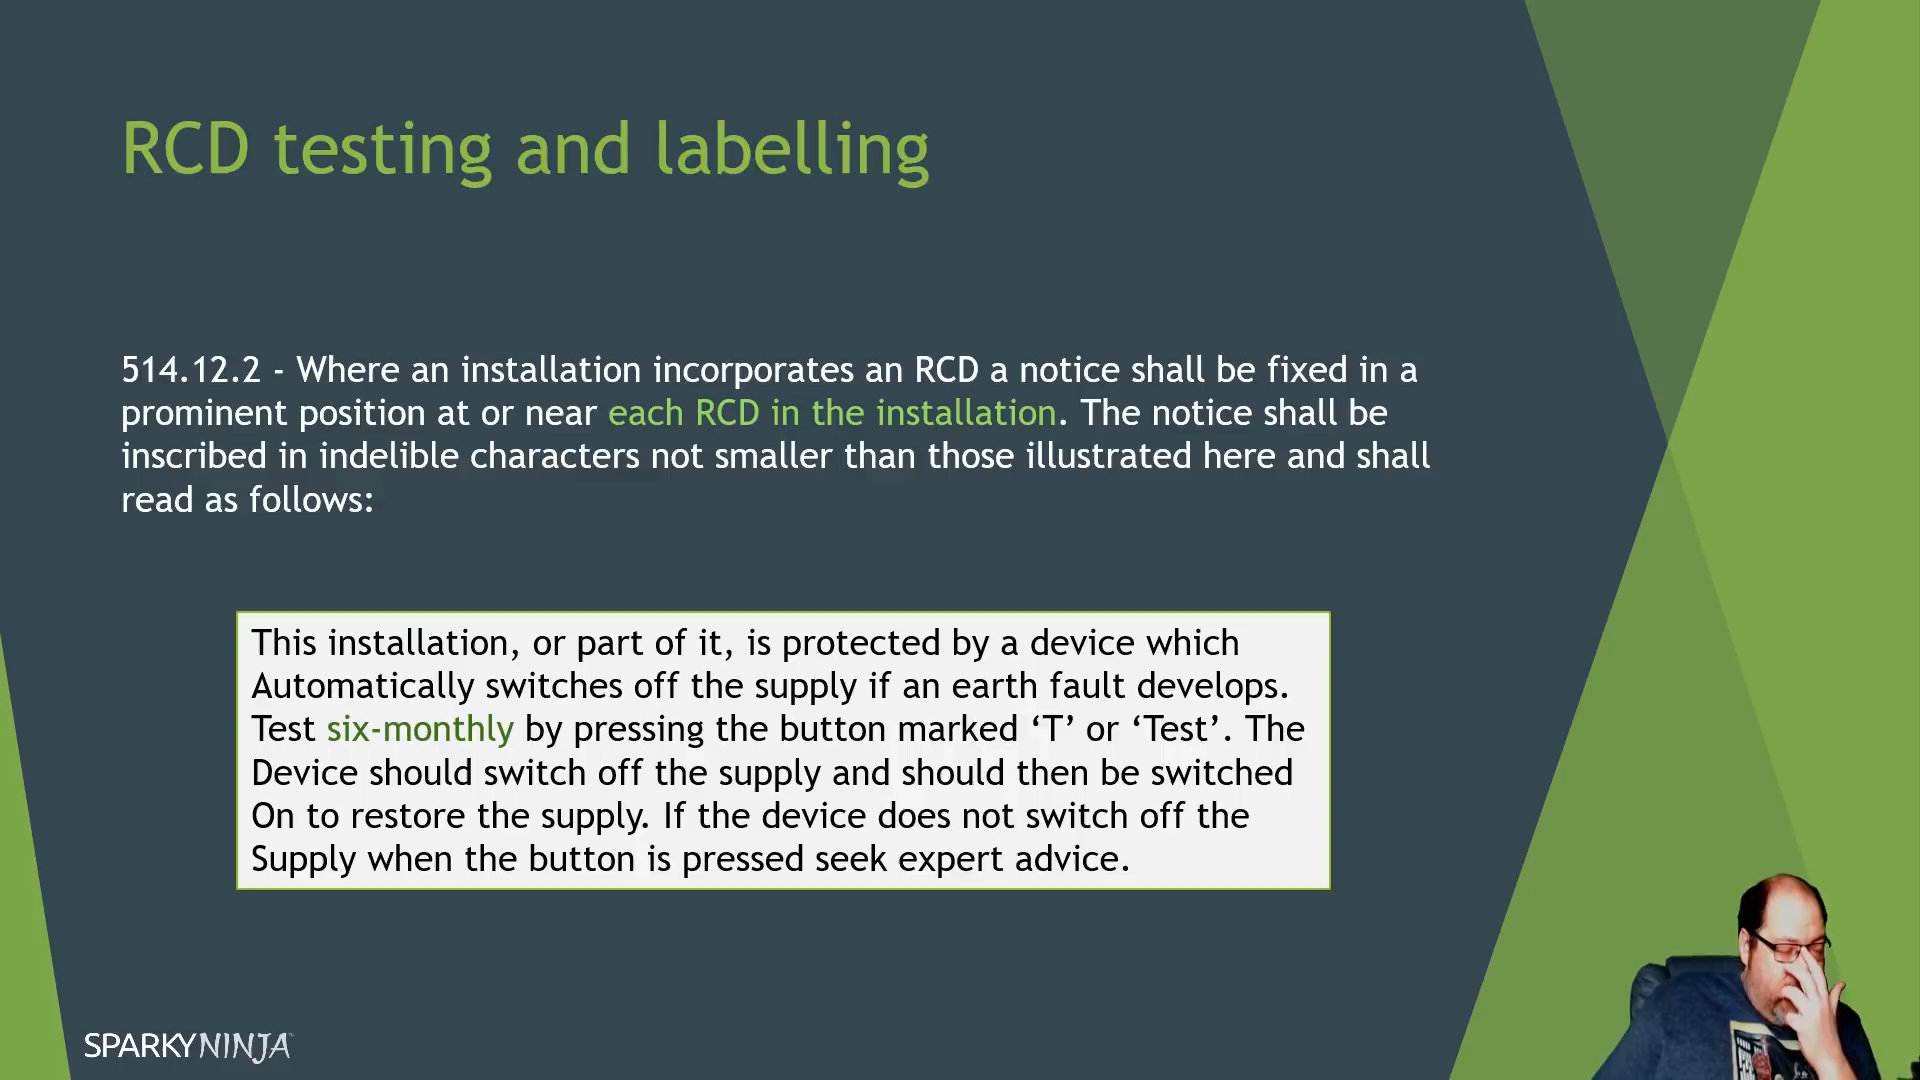 RCD testing and labelling
514.12.2 - Where an installation incorporates an RCD a notice shall be fixed in a
prominent position at or near each RCD in the installation. The notice shall be
inscribed in indelible characters not smaller than those illustrated here and shall
read as follows:
This installation, or part of it, is protected by a device which
Automatically switches off the supply if an earth fault develops.
Test six-monthly by pressing the button marked ‘T’ or ‘Test’. The
Device should switch off the supply and should then be switched
On to restore the supply. If the device does not switch off the
Supply when the button is pressed seek expert advice.
SPARKYNINJA